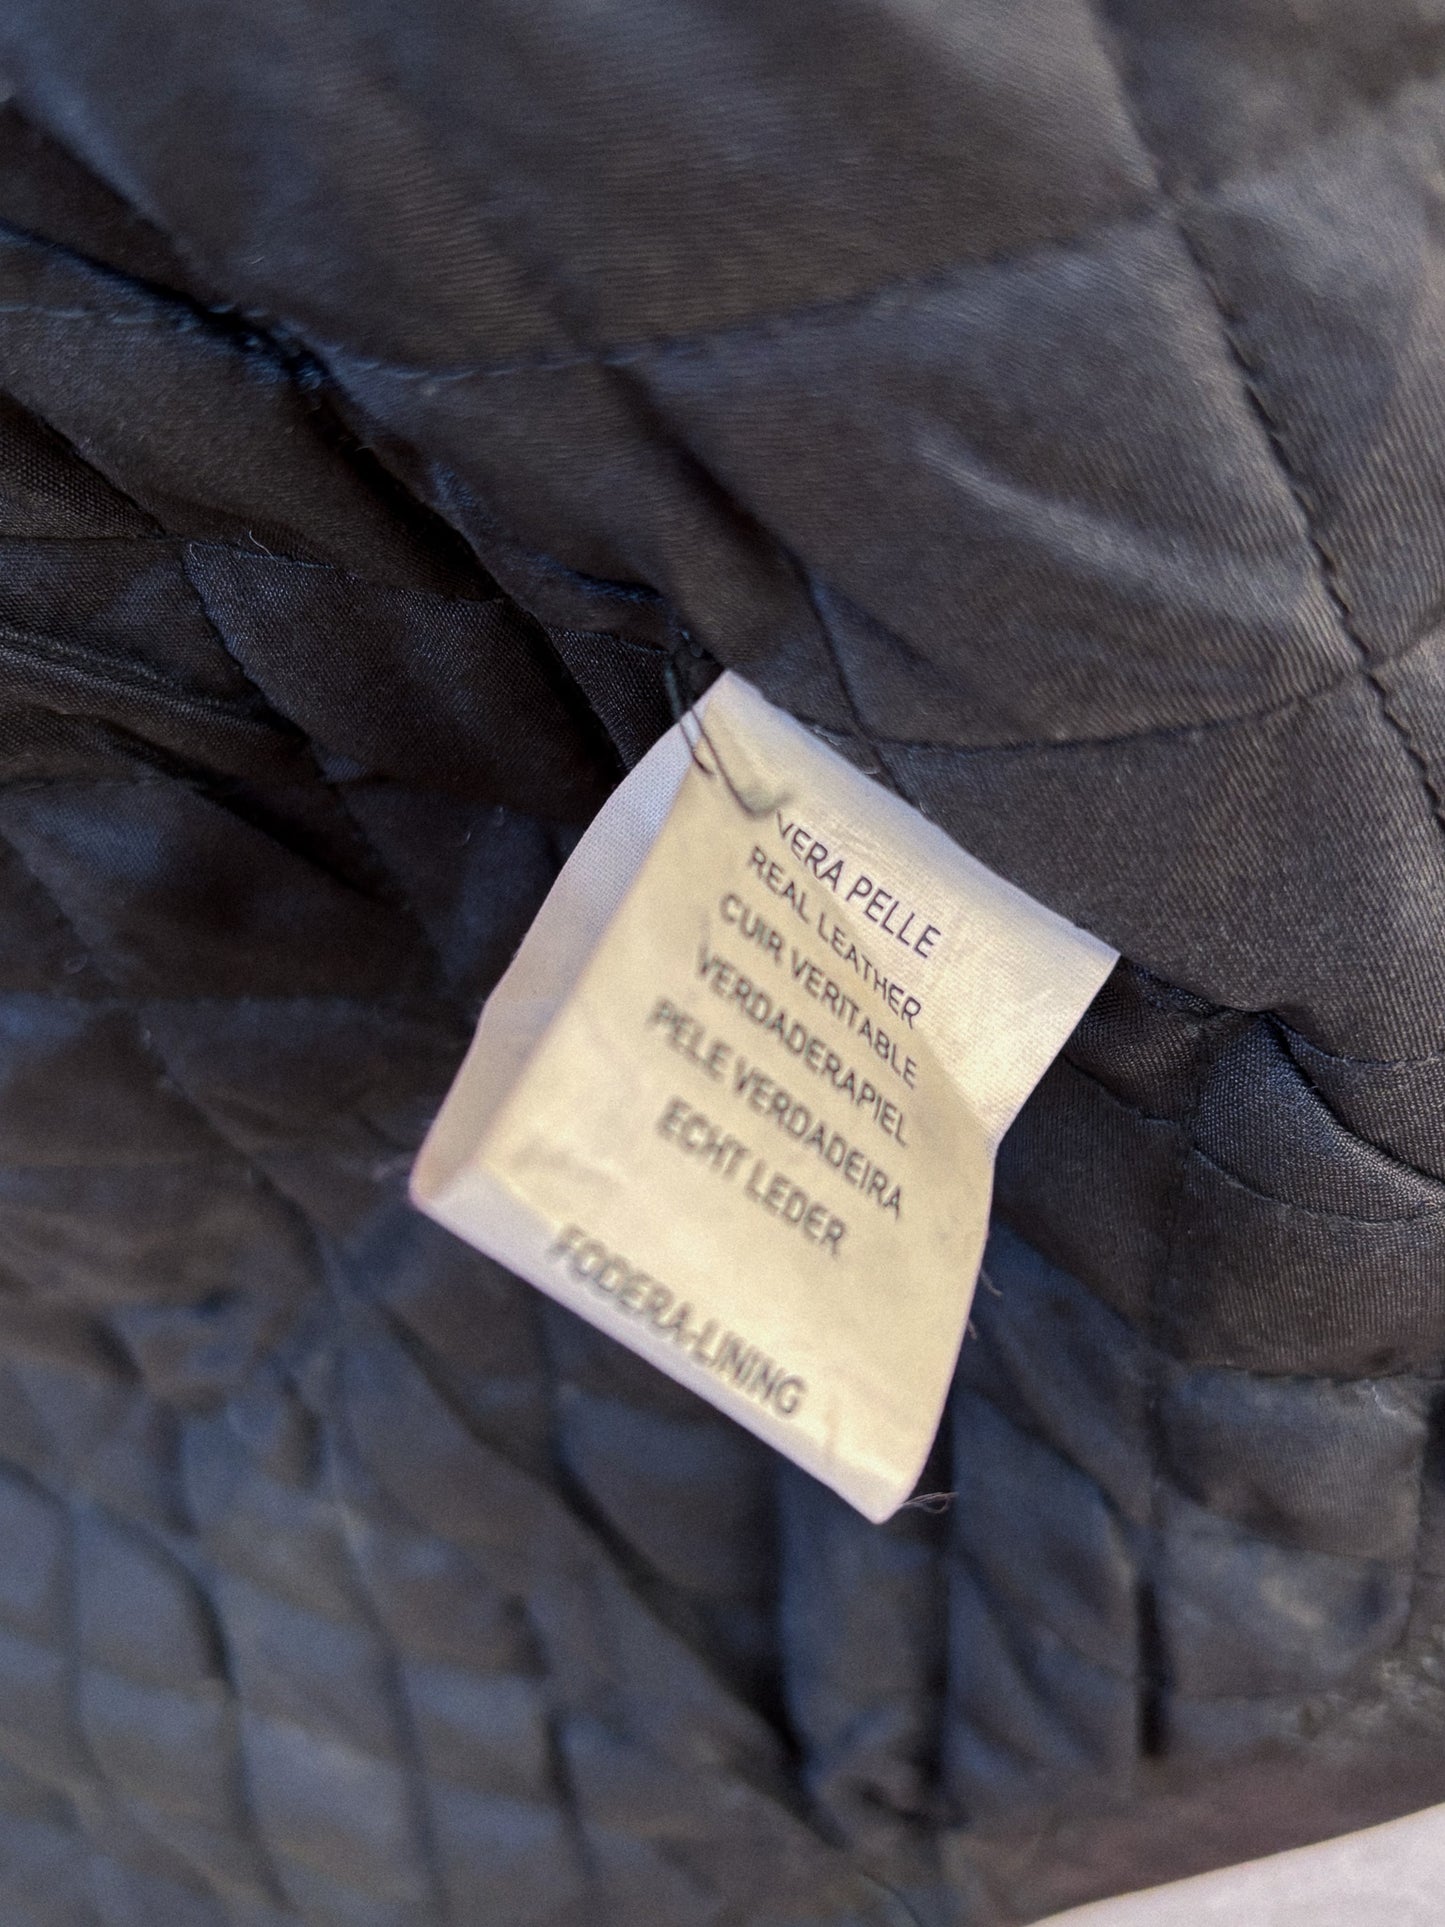 VERA PELLE
REAL LEATHER
CUIR VERITABLE
VERDADERAPIEL
PELE VERDADEIRA
ECHT LEDER
FODERA-LINING